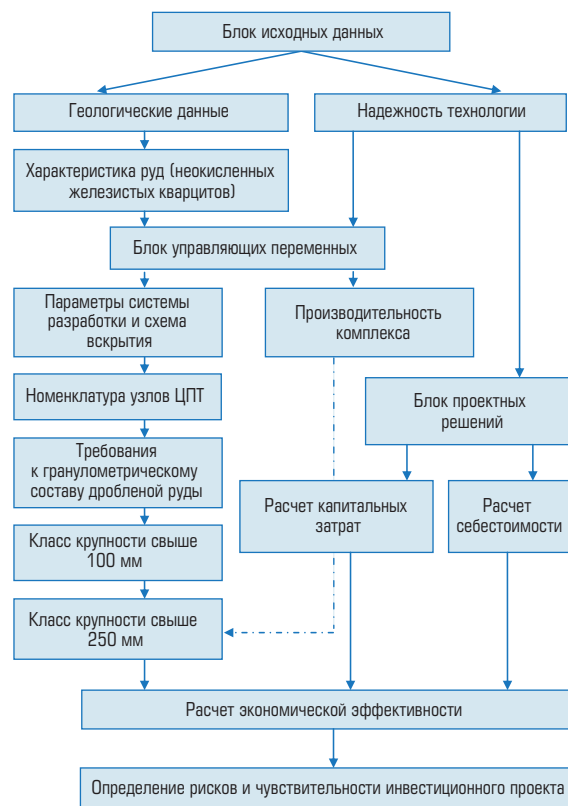 Блок исходных данных
Геологические данные
Надежность технологии
Характеристика руд (неокисленных
железистых кварцитов)
Блок управляющих переменных
Параметры системы
разработки и схема
вскрытия
Производительность
комплекса
Номенклатура узлов ЦПТ
Блок проектных
решений
Требования
к гранулометрическому
составу дробленой руды
Расчет капитальных
затрат
Расчет
себестоимости
Класс крупности свыше
100 мм
Класс крупности свыше
250 мм
Расчет экономической эффективности
Определение рисков и чувствительности инвестиционного проекта